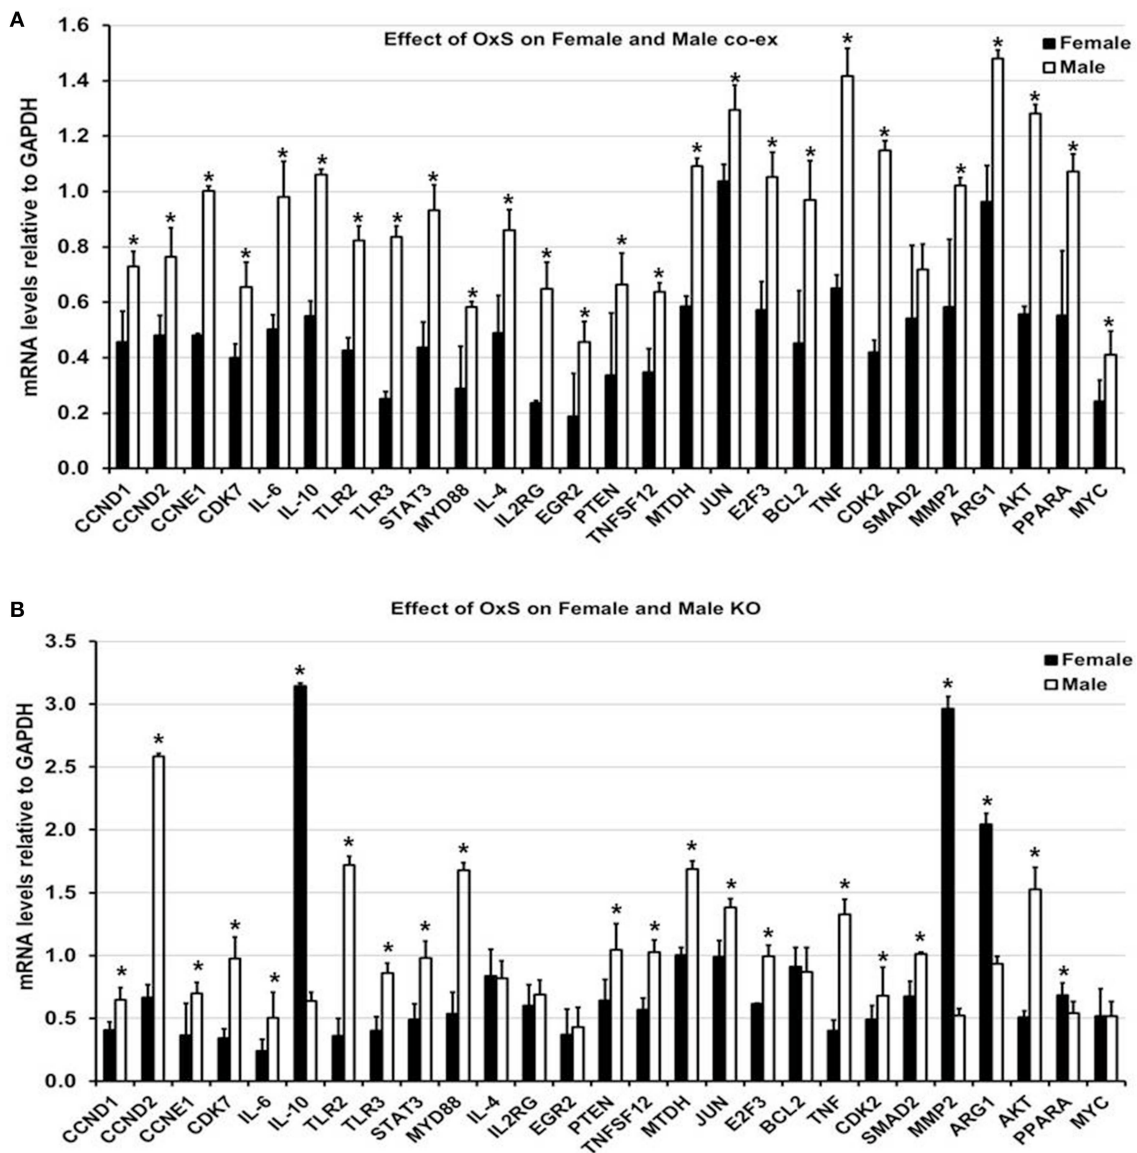 A
Effect of OxS on Female and Male co-ex
Female
Male
mRNA levels relative to GAPDH
1.6
1.4
1.2
1.0
0.8
0.6
0.4
0.2
0.0
* * * * * * * * * * * * * * * * * * * * * * * * * *
CCND1 CCND2 CCNE1 CDK7 IL-6 IL-10 TLR2 TLR3 STAT3 MYD88 IL-4 IL2RG EGR2 PTEN TNFSF12 MTDH JUN E2F3 BCL2 TNF CDK2 SMAD2 MMP2 ARG1 AKT PPARA MYC
B
Effect of OxS on Female and Male KO
Female
Male
mRNA levels relative to GAPDH
3.5
3.0
2.5
2.0
1.5
1.0
0.5
0.0
* * * * * * * * * * * * * * * * * * * * * *
CCND1 CCND2 CCNE1 CDK7 IL-6 IL-10 TLR2 TLR3 STAT3 MYD88 IL-4 IL2RG EGR2 PTEN TNFSF12 MTDH JUN E2F3 BCL2 TNF CDK2 SMAD2 MMP2 ARG1 AKT PPARA MYC